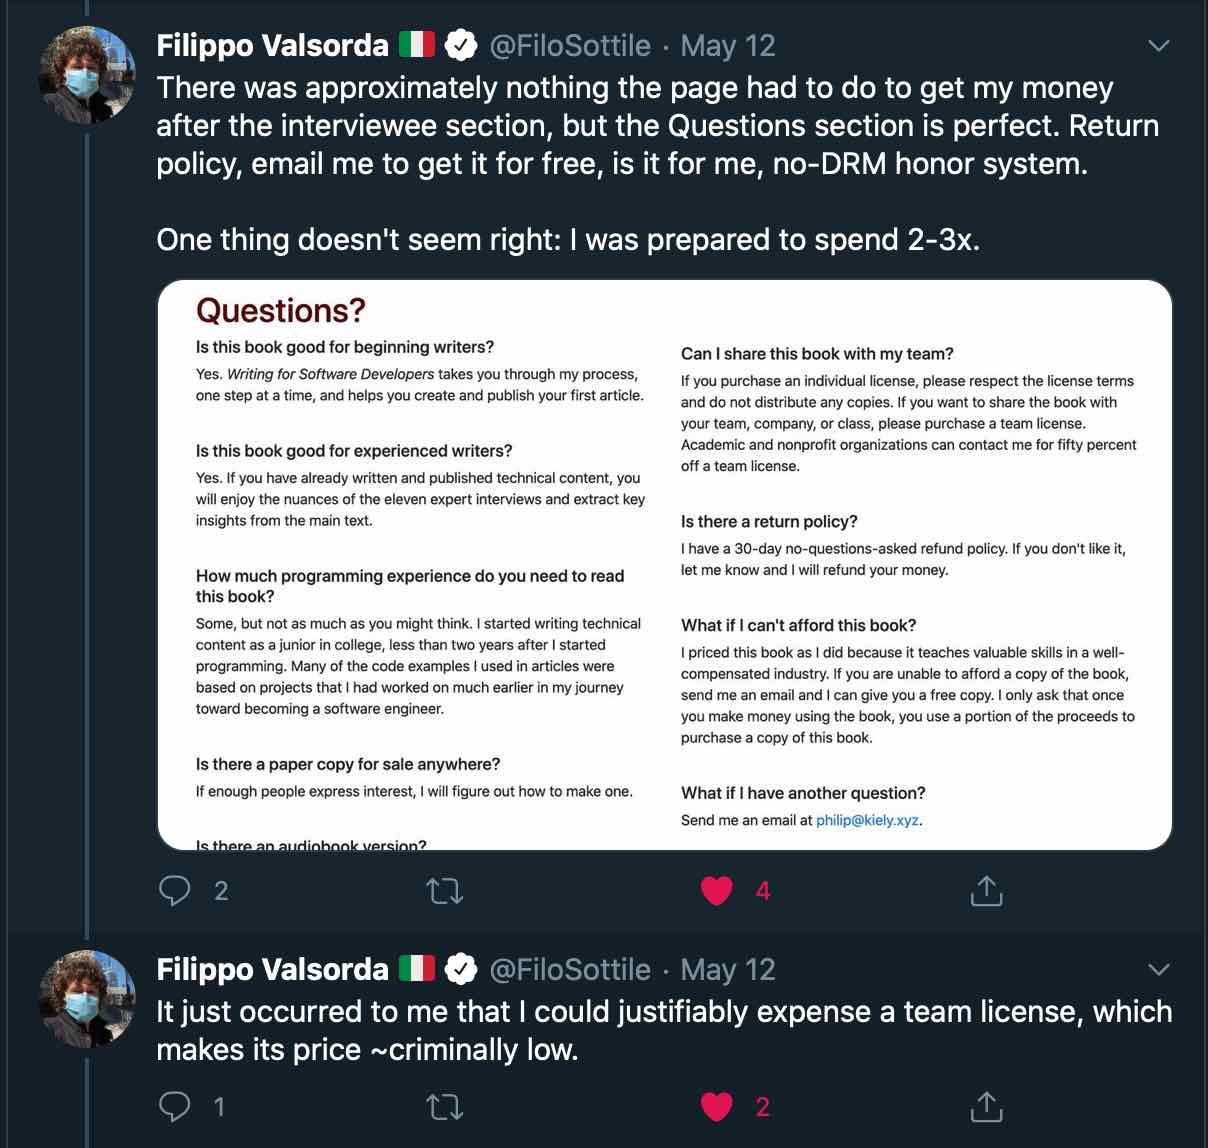 Filippo Valsorda 🇮🇹 @FiloSottile · May 12
There was approximately nothing the page had to do to get my money
after the interviewee section, but the Questions section is perfect. Return
policy, email me to get it for free, is it for me, no-DRM honor system.
One thing doesn't seem right: I was prepared to spend 2-3x.
Questions?
Is this book good for beginning writers?
Yes. Writing for Software Developers takes you through my process,
one step at a time, and helps you create and publish your first article.
Is this book good for experienced writers?
Yes. If you have already written and published technical content, you
will enjoy the nuances of the eleven expert interviews and extract key
insights from the main text.
How much programming experience do you need to read
this book?
Some, but not as much as you might think. I started writing technical
content as a junior in college, less than two years after I started
programming. Many of the code examples I used in articles were
based on projects that I had worked on much earlier in my journey
toward becoming a software engineer.
Is there a paper copy for sale anywhere?
If enough people express interest, I will figure out how to make one.
Is there an audiobook version?
Can I share this book with my team?
If you purchase an individual license, please respect the license terms
and do not distribute any copies. If you want to share the book with
your team, company, or class, please purchase a team license.
Academic and nonprofit organizations can contact me for fifty percent
off a team license.
Is there a return policy?
I have a 30-day no-questions-asked refund policy. If you don't like it,
let me know and I will refund your money.
What if I can't afford this book?
I priced this book as I did because it teaches valuable skills in a well-
compensated industry. If you are unable to afford a copy of the book,
send me an email and I can give you a free copy. I only ask that once
you make money using the book, you use a portion of the proceeds to
purchase a copy of this book.
What if I have another question?
Send me an email at philip@kiely.xyz.
2 4
Filippo Valsorda 🇮🇹 @FiloSottile · May 12
It just occurred to me that I could justifiably expense a team license, which
makes its price ~criminally low.
1 2